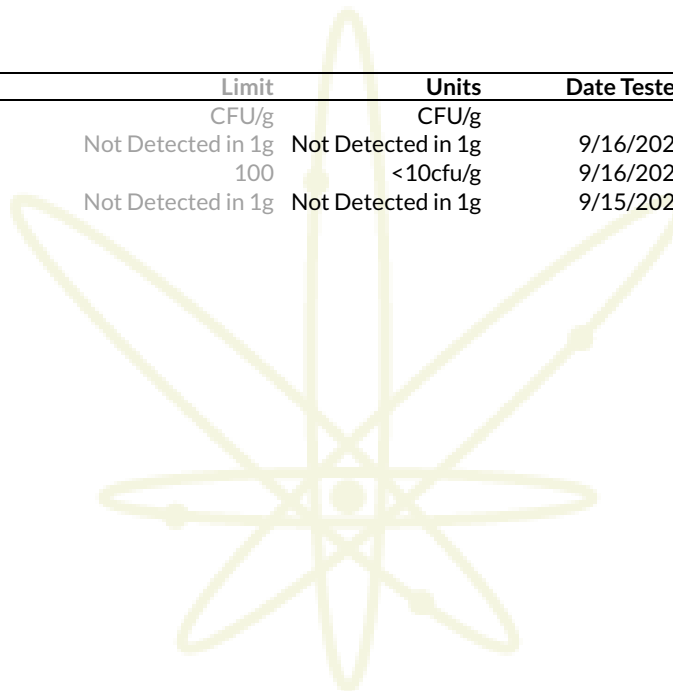 Limit Units Date Teste
CFU/g CFU/g
Not Detected in 1g Not Detected in 1g 9/16/202
100 <10cfu/g 9/16/202
Not Detected in 1g Not Detected in 1g 9/15/202